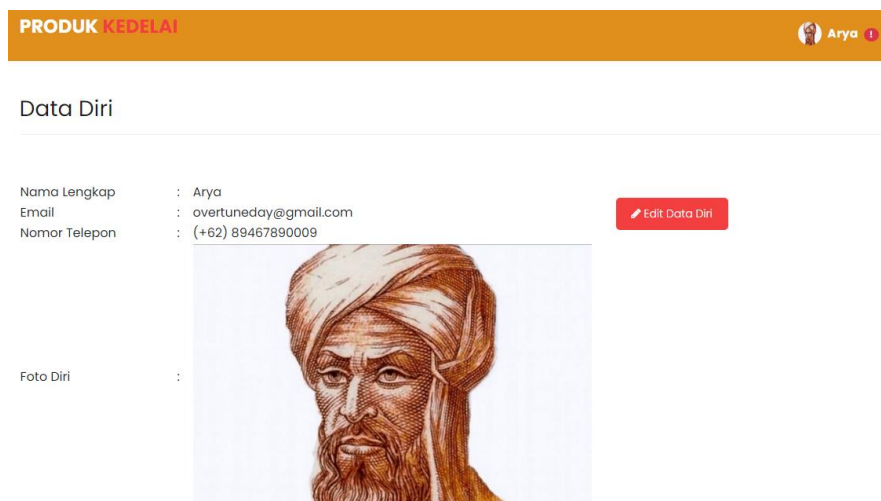 PRODUK KEDELAI
Arya !
Data Diri
Nama Lengkap : Arya
Email : overtuneday@gmail.com
Edit Data Diri
Nomor Telepon : (+62) 89467890009
Foto Diri :